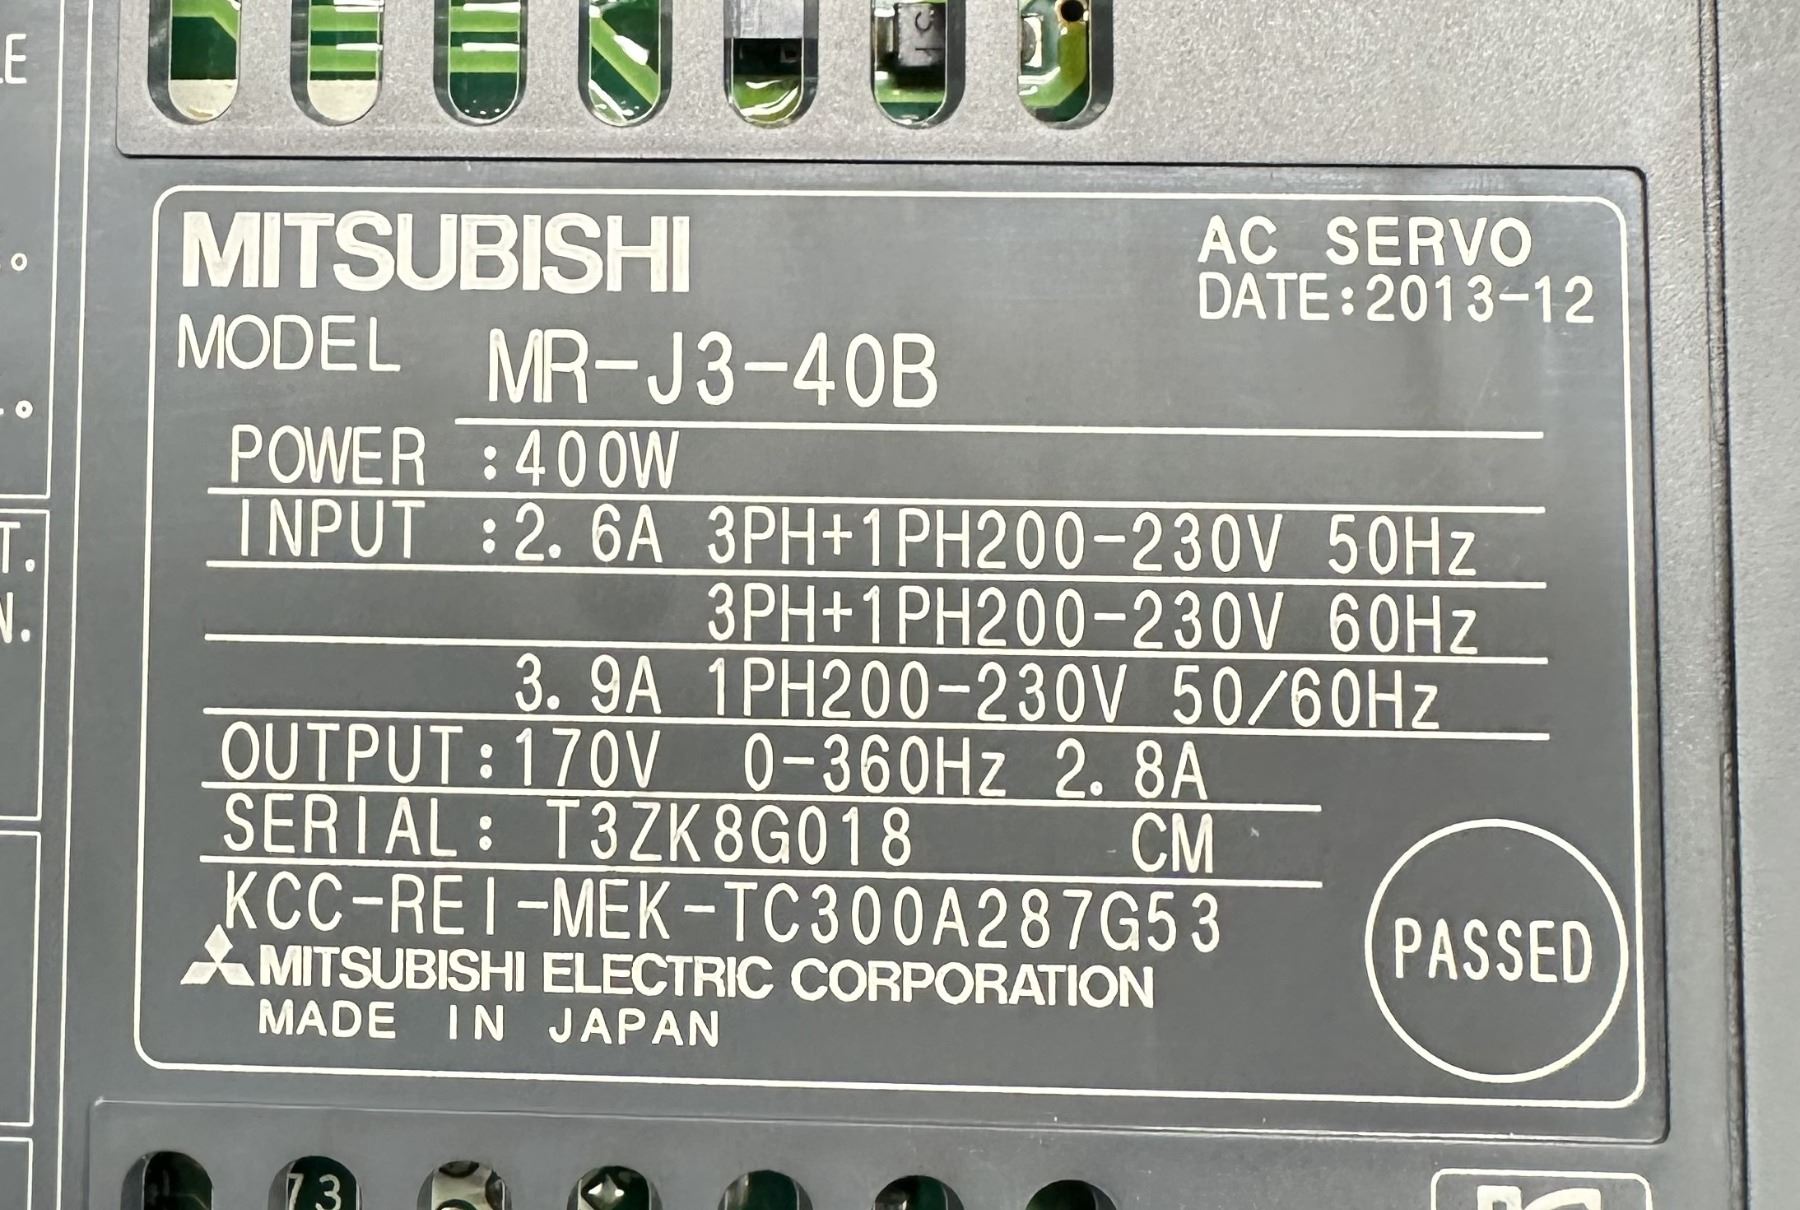 MITSUBISHI
AC SERVO
DATE:2013-12
MODEL MR-J3-40B
POWER :400W
INPUT :2.6A 3PH+1PH200-230V 50Hz
3PH+1PH200-230V 60Hz
3.9A 1PH200-230V 50/60Hz
OUTPUT:170V 0-360Hz 2.8A
SERIAL: T3ZK8G018 CM
KCC-REI-MEK-TC300A287G53
MITSUBISHI ELECTRIC CORPORATION
MADE IN JAPAN
PASSED
73